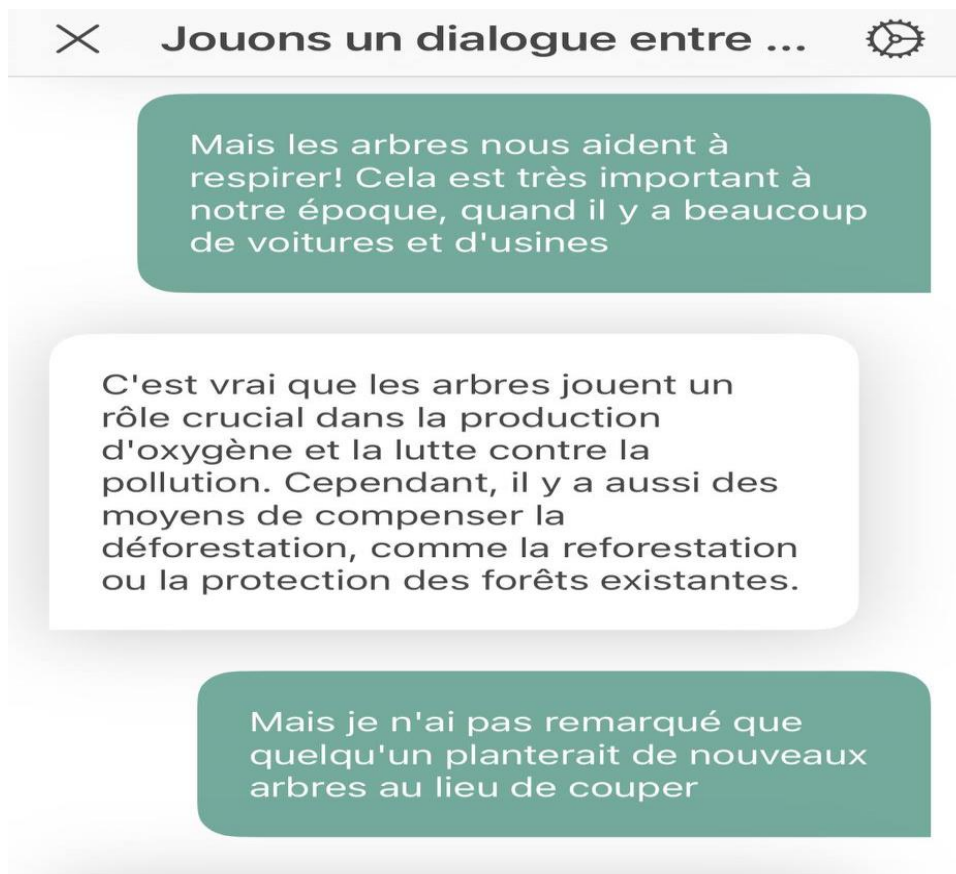 Jouons un dialogue entre ...
Mais les arbres nous aident à
respirer! Cela est très important à
notre époque, quand il y a beaucoup
de voitures et d'usines
C'est vrai que les arbres jouent un
rôle crucial dans la production
d'oxygène et la lutte contre la
pollution. Cependant, il y a aussi des
moyens de compenser la
déforestation, comme la reforestation
ou la protection des forêts existantes.
Mais je n'ai pas remarqué que
quelqu'un planterait de nouveaux
arbres au lieu de couper